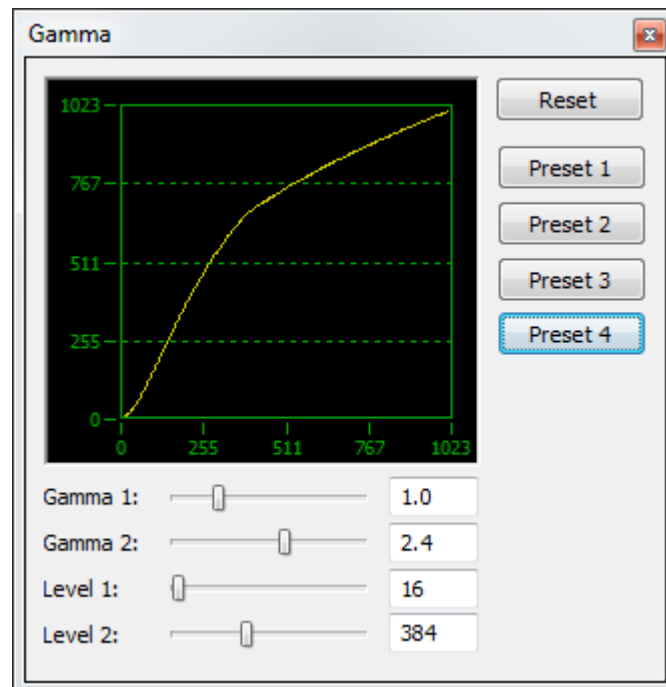 Gamma
1023
767
511
255
0
0 255 511 767 1023
Reset
Preset 1
Preset 2
Preset 3
Preset 4
Gamma 1: 1.0
Gamma 2: 2.4
Level 1: 16
Level 2: 384